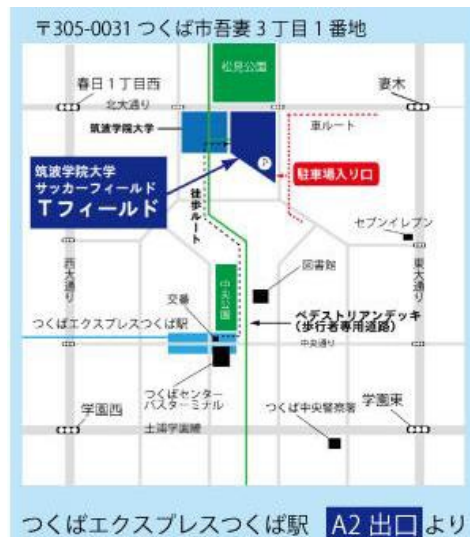 〒305-0031 つくば市吾妻３丁目１番地
松見公園
春日１丁目西
妻木
北大通り
筑波学院大学
車ルート
筑波学院大学
サッカーフィールド
Ｔフィールド
P
駐車場入り口
徒歩ルート
セブンイレブン
西大通り
東大通り
図書館
中央公園
交番
ペデストリアンデッキ
（歩行者専用道路）
つくばエクスプレスつくば駅
中央通り
つくばセンター
バスターミナル
つくば中央警察署
学園西
学園東
土浦学園線
つくばエクスプレスつくば駅 A2 出口 より